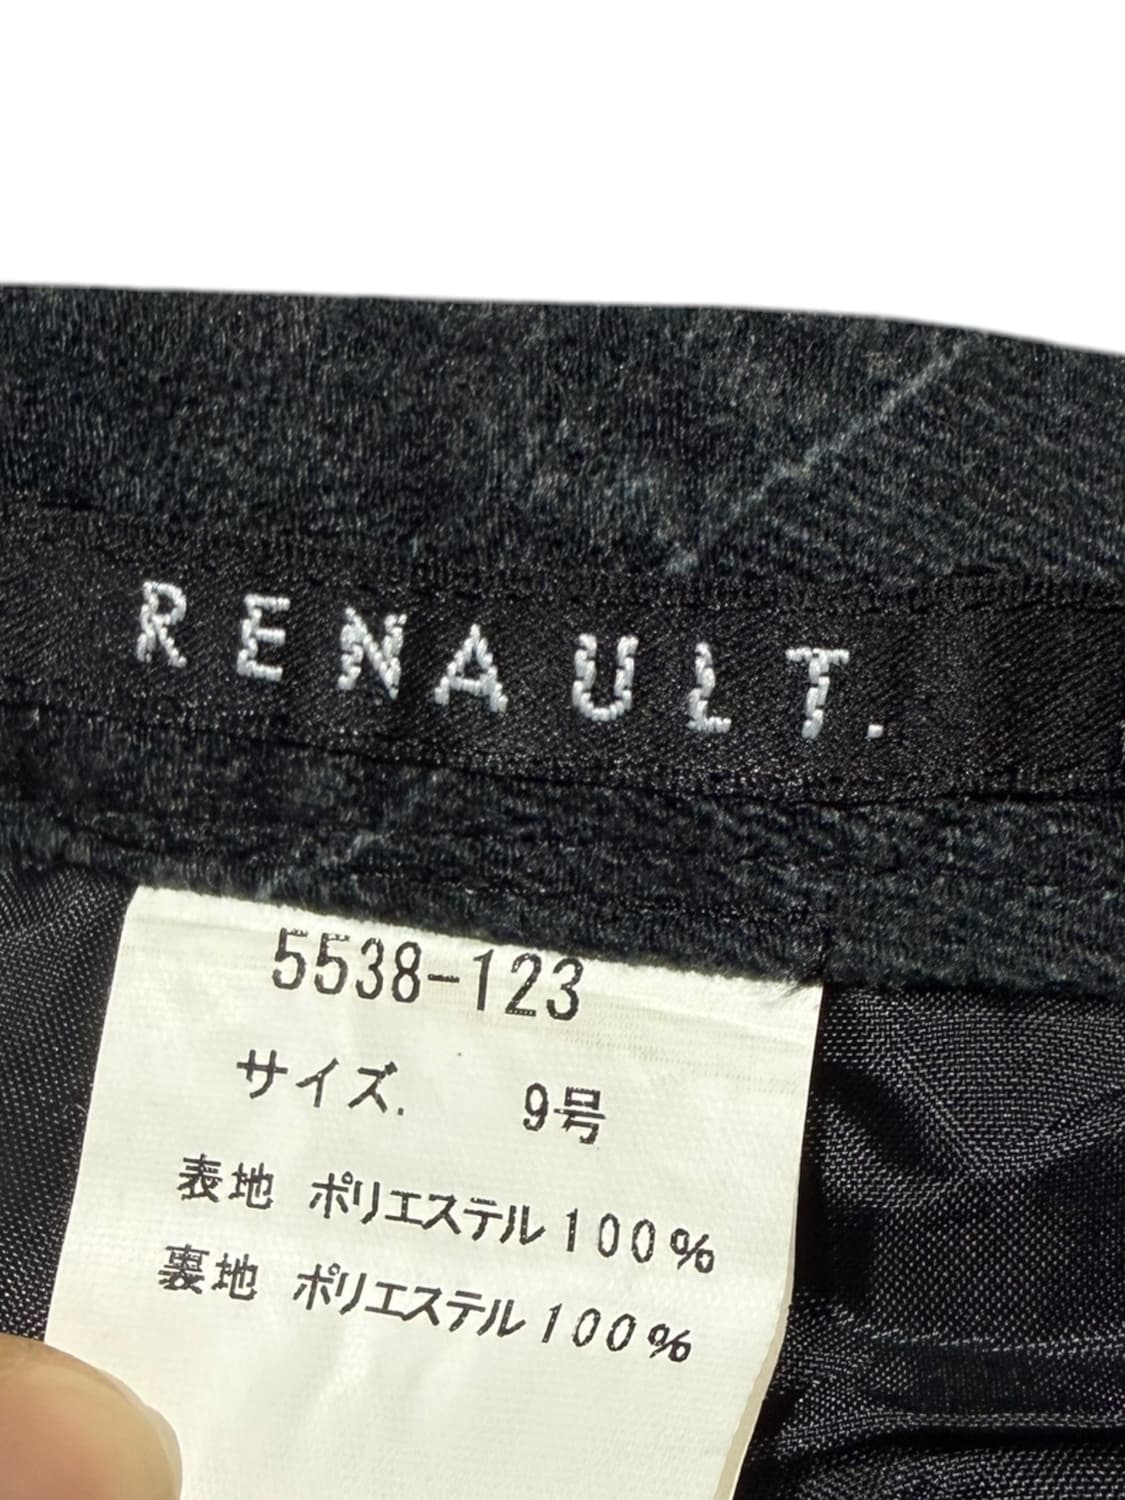 RENAULT.
5538-123
サイズ. 9号
表地 ポリエステル100%
裏地 ポリエステル100%